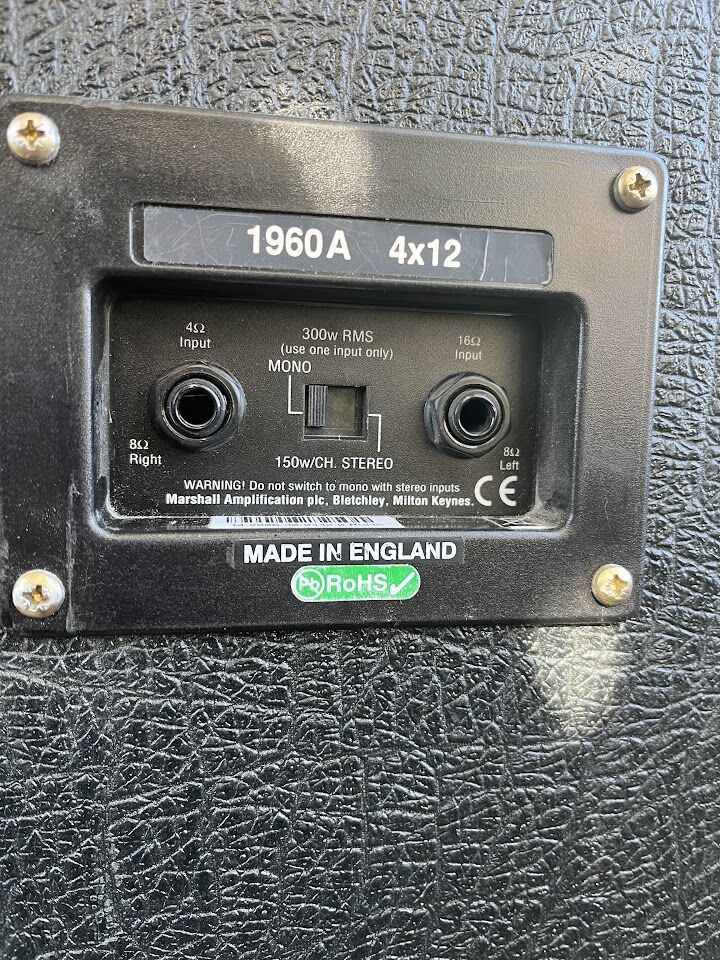 1960A 4x12
4Ω
Input
300w RMS
(use one input only)
16Ω
Input
MONO
8Ω
Right
150w/CH. STEREO
8Ω
Left
WARNING! Do not switch to mono with stereo inputs
Marshall Amplification plc, Bletchley, Milton Keynes.
CE
MADE IN ENGLAND
Pb RoHS